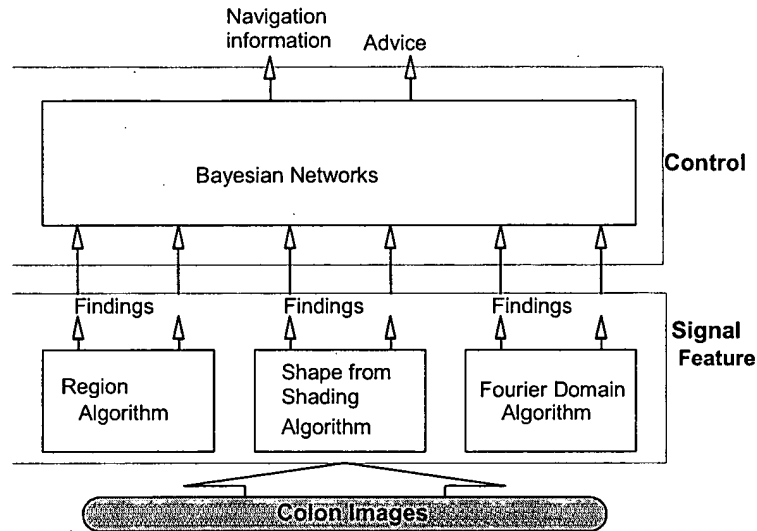 Navigation
information
Advice
Bayesian Networks
Control
Findings
Findings
Findings
Signal
Feature
Region
Algorithm
Shape from
Shading
Algorithm
Fourier Domain
Algorithm
Colon Images